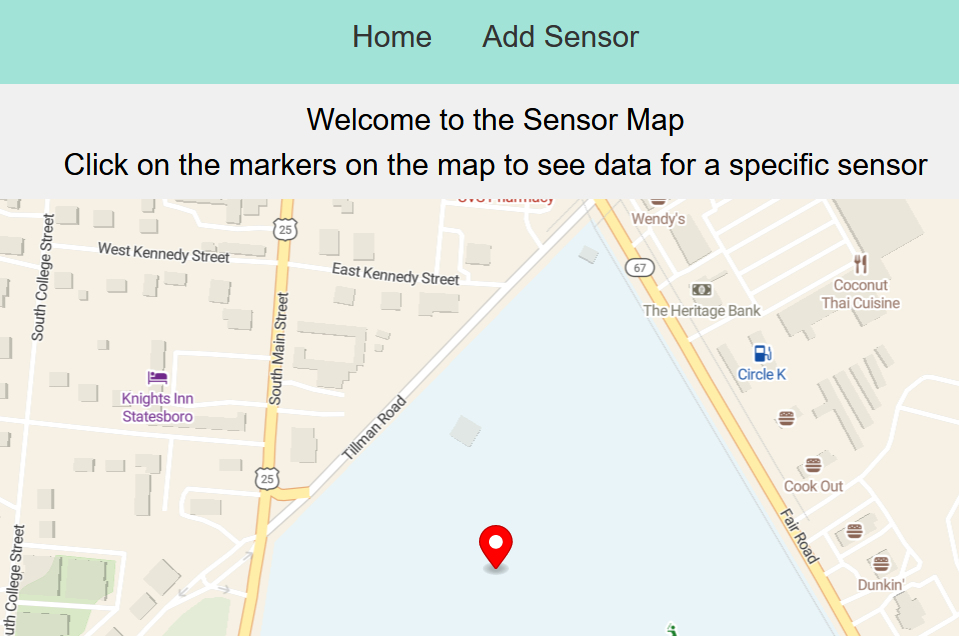 Home Add Sensor
Welcome to the Sensor Map
Click on the markers on the map to see data for a specific sensor
CVS Pharmacy
Wendy's
25
West Kennedy Street
South College Street
East Kennedy Street
67
Coconut
Thai Cuisine
The Heritage Bank
South Main Street
Circle K
Knights Inn
Statesboro
Tillman Road
25
Cook Out
Fair Road
uth College Street
Dunkin'